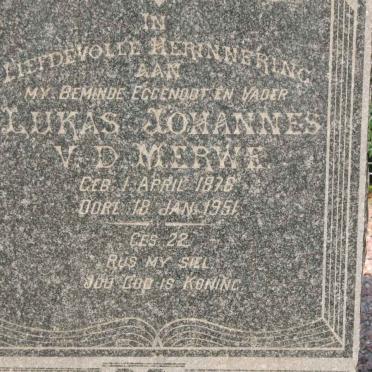 IN
LIEFDEVOLLE HERINNERING
AAN
MY BEMINDE EGGENOOT EN VADER
LUKAS JOHANNES
V. D. MERWE
GEB. 1 APRIL 1876
OORL. 18 JAN. 1951.
GES. 22.
RUS MY SIEL
JOU GOD IS KONING.